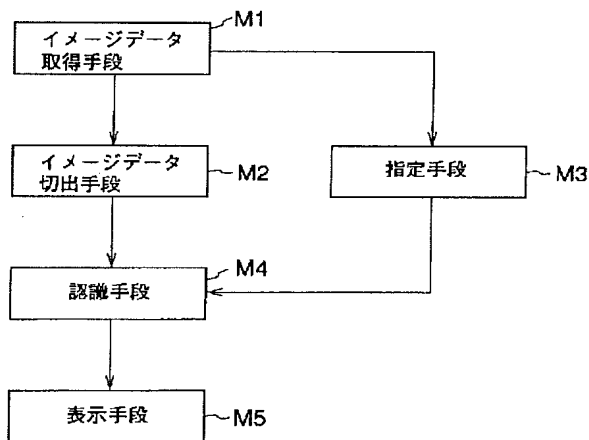 M1
イメージデータ
取得手段
イメージデータ
切出手段
M2
指定手段
M3
M4
認識手段
表示手段
M5